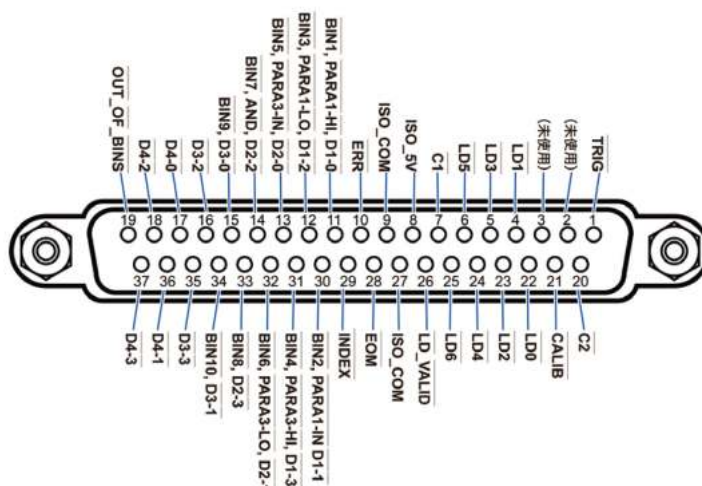 OUT_OF_BINS
D4-2
D4-0
D3-2
BIN9, D3-0
BIN7, AND, D2-2
BIN5, PARA3-IN, D2-0
BIN3, PARA1-LO, D1-2
BIN1, PARA1-HI, D1-0
ERR
ISO_COM
ISO_5V
C1
LD5
LD3
LD1
(未使用)
(未使用)
TRIG
19 18 17 16 15 14 13 12 11 10 9 8 7 6 5 4 3 2 1
37 36 35 34 33 32 31 30 29 28 27 26 25 24 23 22 21 20
D4-3
D4-1
D3-3
BIN10, D3-1
BIN8, D2-3
BIN6, PARA3-LO, D2-
BIN4, PARA3-HI, D1-3
BIN2, PARA1-IN D1-1
INDEX
EOM
ISO_COM
LD_VALID
LD6
LD4
LD2
LD0
CALIB
C2